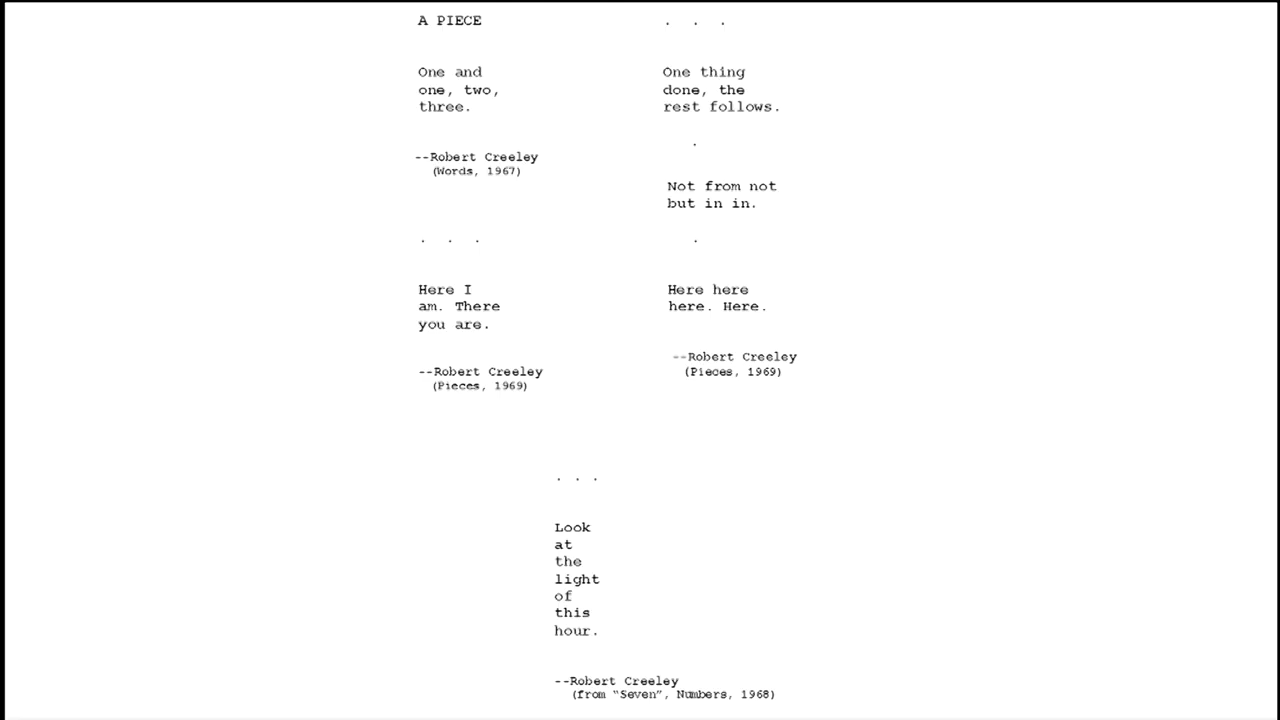 A PIECE
One and
one, two,
three.
--Robert Creeley
(Words, 1967)
. . .
Here I
am. There
you are.
--Robert Creeley
(Pieces, 1969)
. . .
One thing
done, the
rest follows.
.
Not from not
but in in.
.
Here here
here. Here.
--Robert Creeley
(Pieces, 1969)
. . .
Look
at
the
light
of
this
hour.
--Robert Creeley
(from “Seven”, Numbers, 1968)